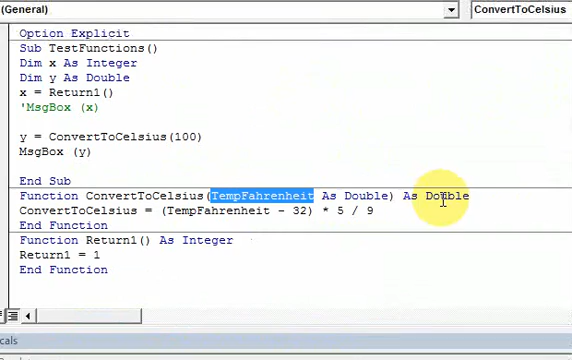 (General)
ConvertToCelsius
Option Explicit
Sub TestFunctions()
Dim x As Integer
Dim y As Double
x = Return1()
'MsgBox (x)
y = ConvertToCelsius(100)
MsgBox (y)
End Sub
Function ConvertToCelsius(TempFahrenheit As Double) As Double
ConvertToCelsius = (TempFahrenheit - 32) * 5 / 9
End Function
Function Return1() As Integer
Return1 = 1
End Function
cals